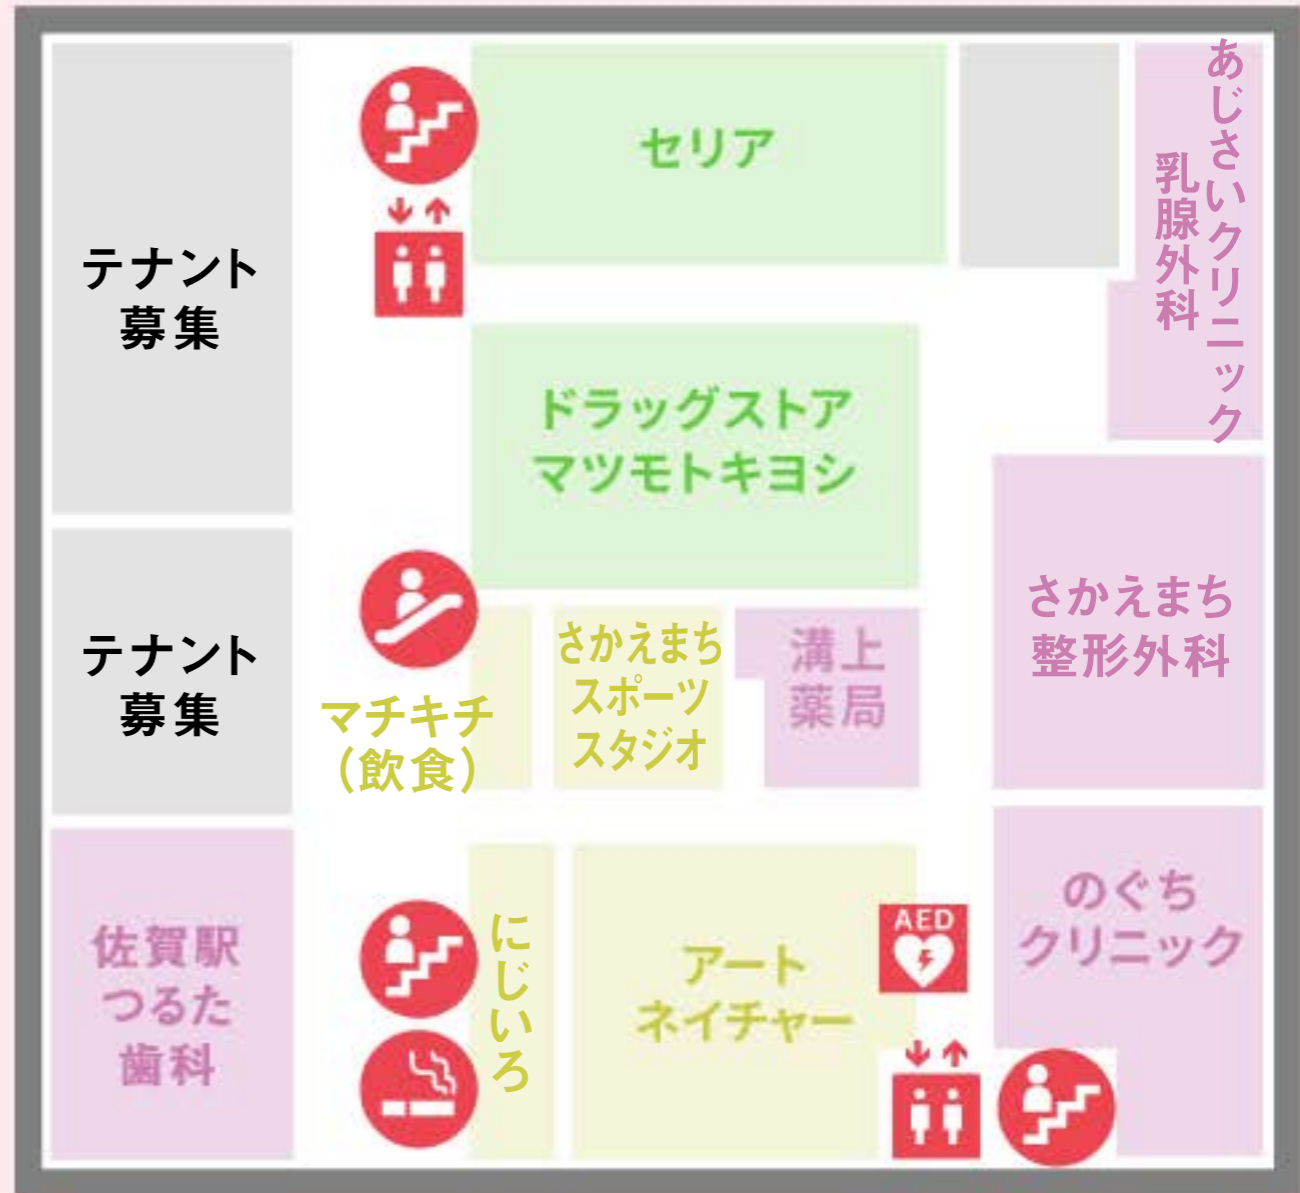 セリア
あじさいクリニック
乳腺外科
テナント
募集
ドラッグストア
マツモトキヨシ
さかえまち
整形外科
テナント
募集
マチキチ
（飲食）
さかえまち
スポーツ
スタジオ
溝上
薬局
佐賀駅
つるた
歯科
にじいろ
アート
ネイチャー
AED
のぐち
クリニック